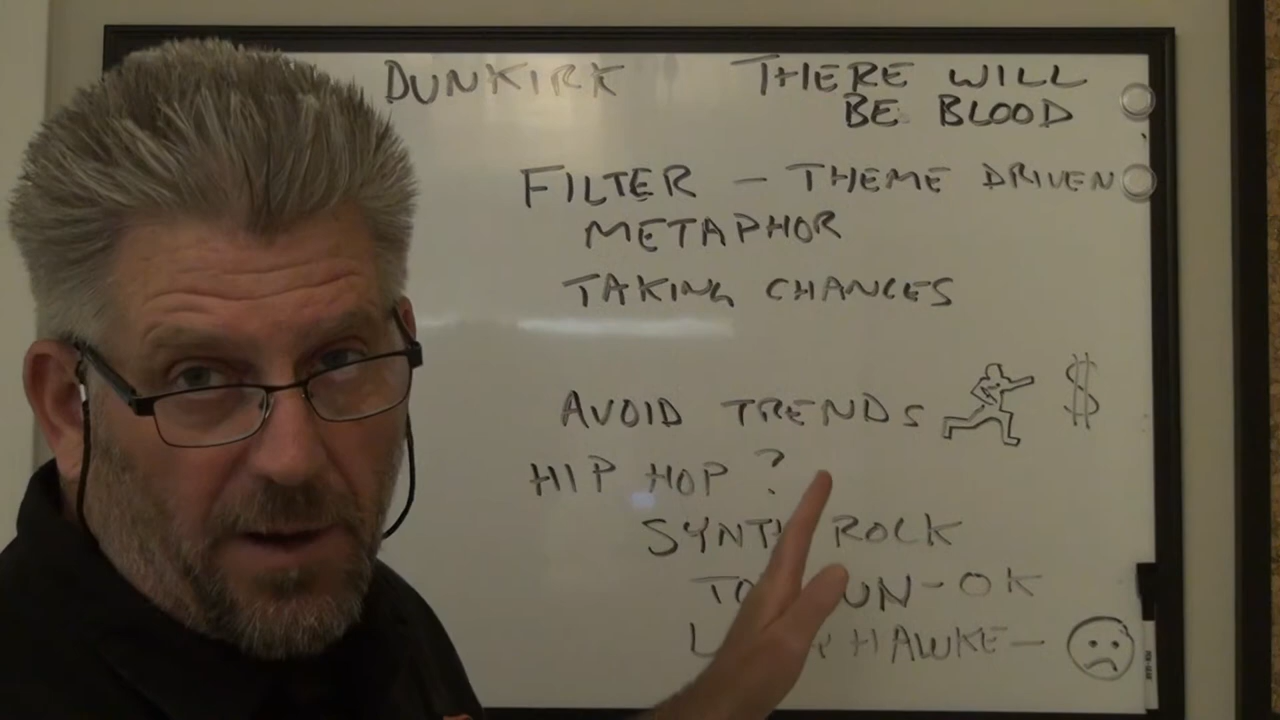 DUNKIRK THERE WILL
BE BLOOD
FILTER - THEME DRIVEN
METAPHOR
TAKING CHANCES
AVOID TRENDS $
HIP HOP ?
ROCK
OK
HAWKE -